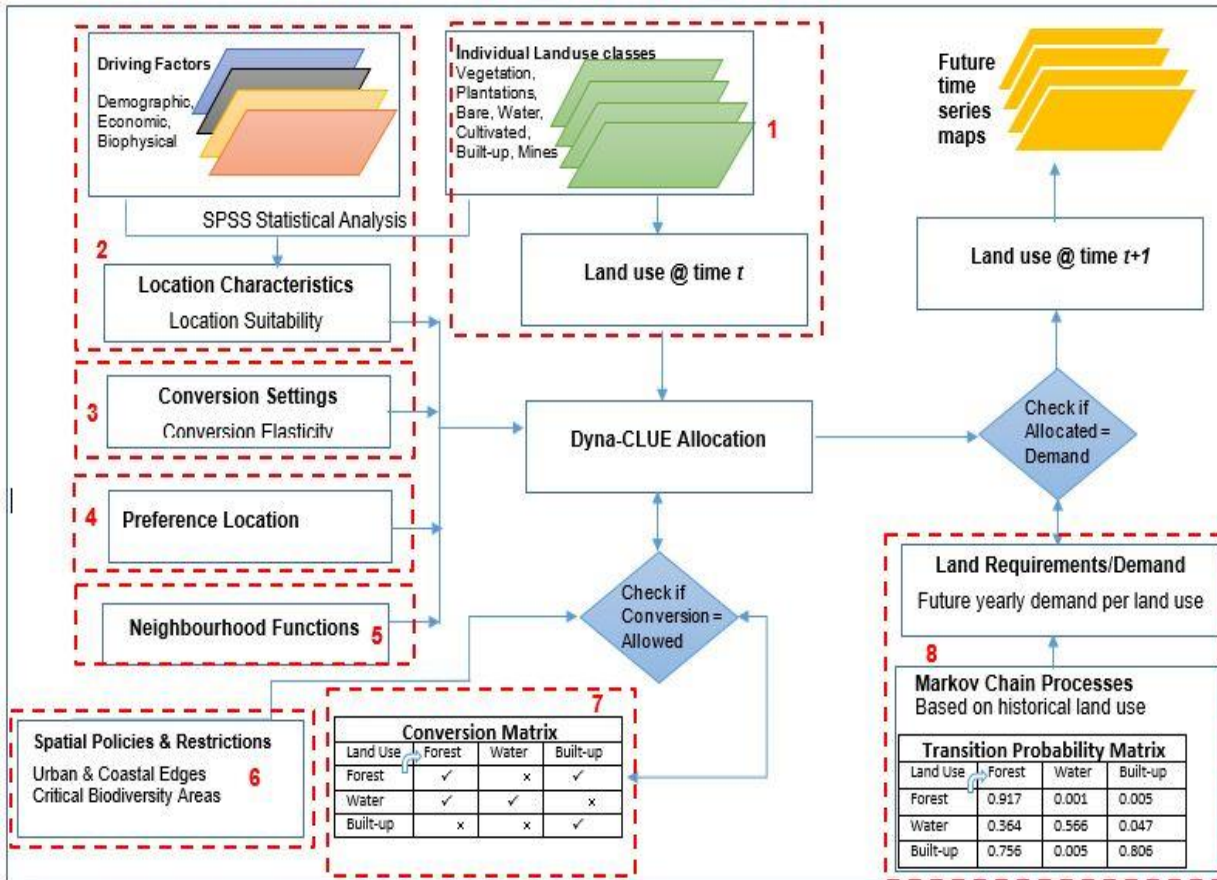 Driving Factors
Demographic,
Economic,
Biophysical
Individual Landuse classes
Vegetation,
Plantations,
Bare, Water,
Cultivated,
Built-up, Mines
1
Future
time
series
maps
SPSS Statistical Analysis
2
Location Characteristics
Location Suitability
Land use @ time t
Land use @ time t+1
3
Conversion Settings
Conversion Elasticity
Dyna-CLUE Allocation
Check if
Allocated =
Demand
4
Preference Location
Neighbourhood Functions
5
Check if
Conversion =
Allowed
Land Requirements/Demand
Future yearly demand per land use
8
Markov Chain Processes
Based on historical land use
Transition Probability Matrix
Land Use Forest Water Built-up
Forest 0.917 0.001 0.005
Water 0.364 0.566 0.047
Built-up 0.756 0.005 0.806
Spatial Policies & Restrictions
Urban & Coastal Edges
Critical Biodiversity Areas
6
7
Conversion Matrix
Land Use Forest Water Built-up
Forest ✓ x ✓
Water ✓ ✓ x
Built-up x x ✓